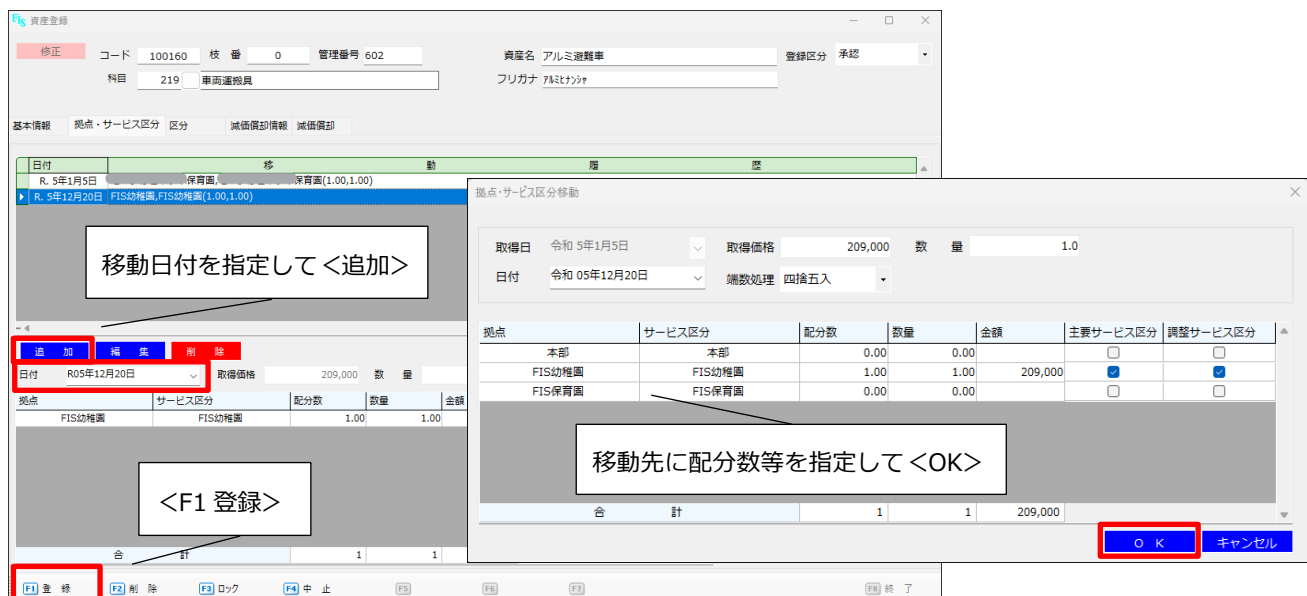 FIS 資産登録
修正 コード 100160 枝 番 0 管理番号 602 資産名 アルミ避難車 登録区分 承認
科目 219 車両運搬具 フリガナ ｱﾙﾐﾋﾅﾝｼｬ
基本情報 拠点・サービス区分 区分 減価償却情報 減価償却
日付 移 動 履 歴
R. 5年1月5日 保育園, 保育園(1.00,1.00)
R. 5年12月20日 FIS幼稚園,FIS幼稚園(1.00,1.00)
移動日付を指定して＜追加＞
追 加 編 集 削 除
日付 R05年12月20日 取得価格 209,000 数 量
拠点 サービス区分 配分数 数量 金額
FIS幼稚園 FIS幼稚園 1.00 1.00
＜F1 登録＞
合 計 1 1
F1 登 録 F2 削 除 F3 ロック F4 中 止 F5 F6 F7 F8 終 了
拠点･サービス区分移動
取得日 令和 5年1月5日 取得価格 209,000 数 量 1.0
日付 令和 05年12月20日 端数処理 四捨五入
拠点 サービス区分 配分数 数量 金額 主要サービス区分 調整サービス区分
本部 本部 0.00 0.00
FIS幼稚園 FIS幼稚園 1.00 1.00 209,000
FIS保育園 FIS保育園 0.00 0.00
移動先に配分数等を指定して＜OK＞
合 計 1 1 209,000
O K キャンセル